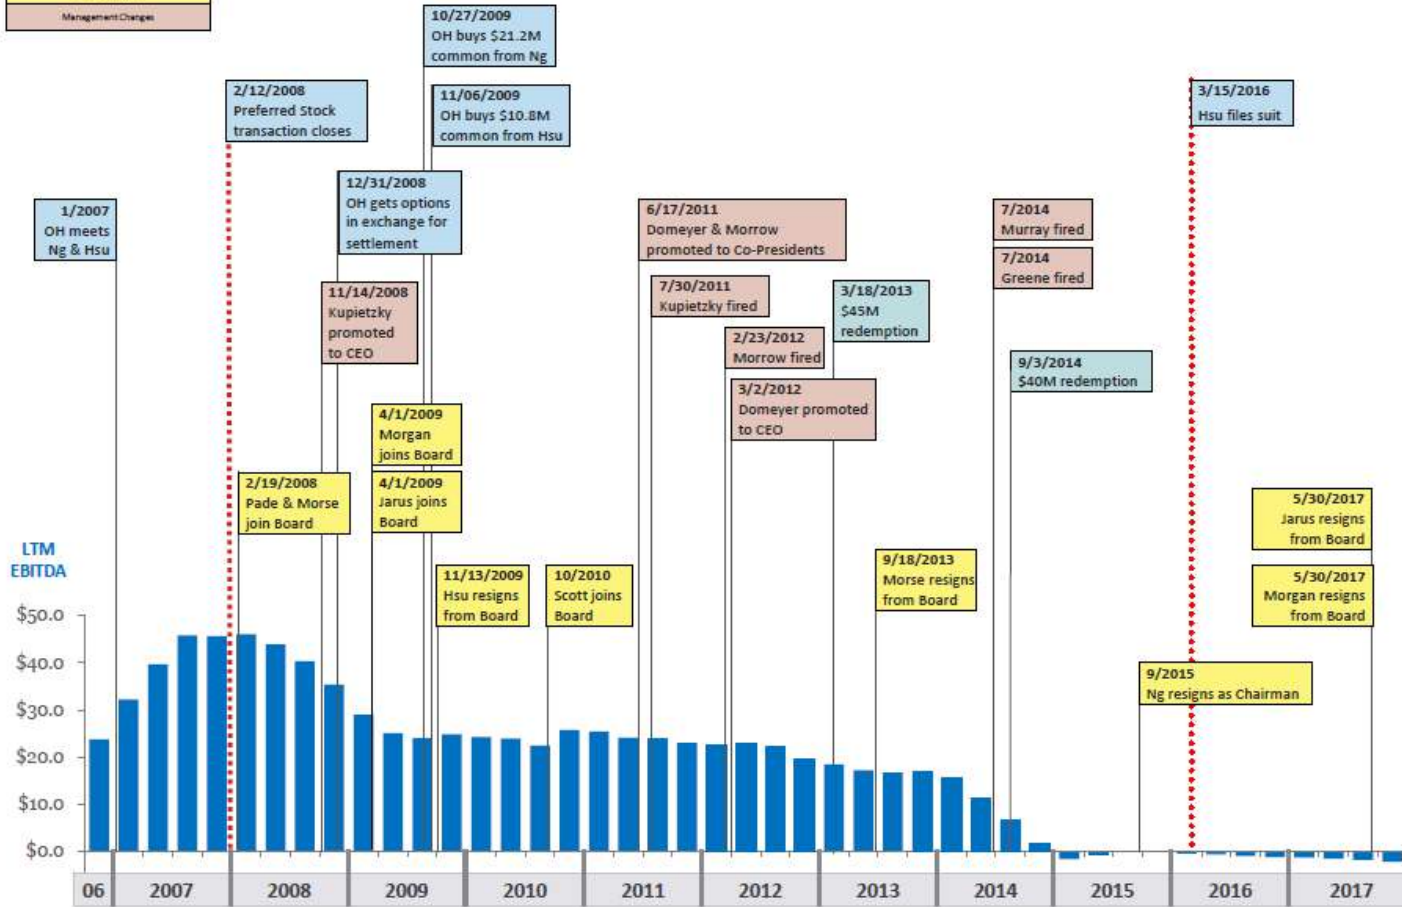 Management Changes
10/27/2009
OH buys $21.2M
common from Ng
2/12/2008
Preferred Stock
transaction closes
11/06/2009
OH buys $10.8M
common from Hsu
3/15/2016
Hsu files suit
1/2007
OH meets
Ng & Hsu
12/31/2008
OH gets options
in exchange for
settlement
6/17/2011
Domeyer & Morrow
promoted to Co-Presidents
7/2014
Murray fired
7/2014
Greene fired
11/14/2008
Kupietzky
promoted
to CEO
7/30/2011
Kupietzky fired
3/18/2013
$45M
redemption
2/23/2012
Morrow fired
9/3/2014
$40M redemption
3/2/2012
Domeyer promoted
to CEO
4/1/2009
Morgan
joins Board
2/19/2008
Pade & Morse
join Board
4/1/2009
Jarus joins
Board
5/30/2017
Jarus resigns
from Board
9/18/2013
Morse resigns
from Board
11/13/2009
Hsu resigns
from Board
10/2010
Scott joins
Board
5/30/2017
Morgan resigns
from Board
9/2015
Ng resigns as Chairman
LTM
EBITDA
$50.0
$40.0
$30.0
$20.0
$10.0
$0.0
06 2007 2008 2009 2010 2011 2012 2013 2014 2015 2016 2017